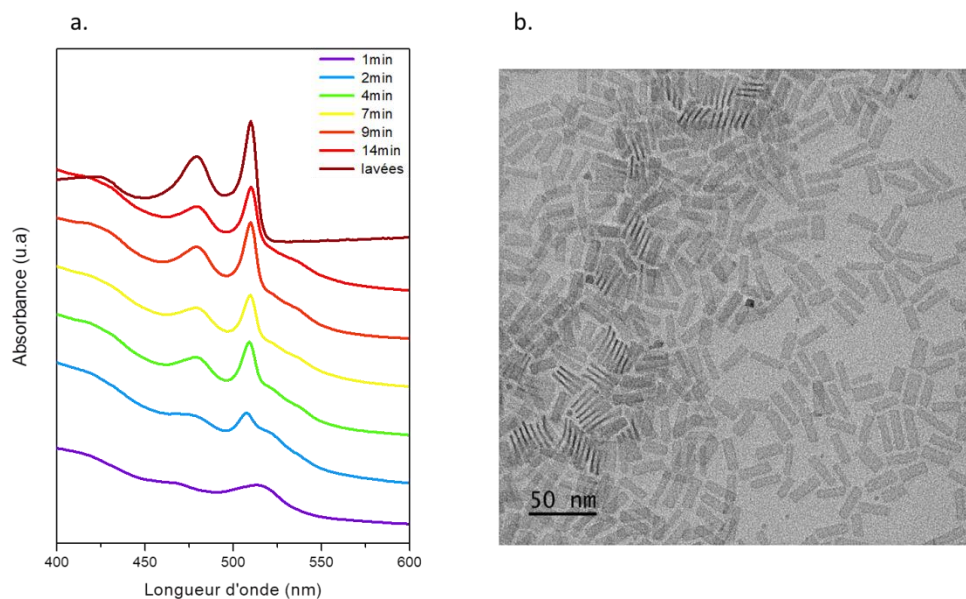 a.
1min
2min
4min
7min
9min
14min
lavées
Absorbance (u.a)
400
450
500
550
600
Longueur d'onde (nm)
b.
50 nm